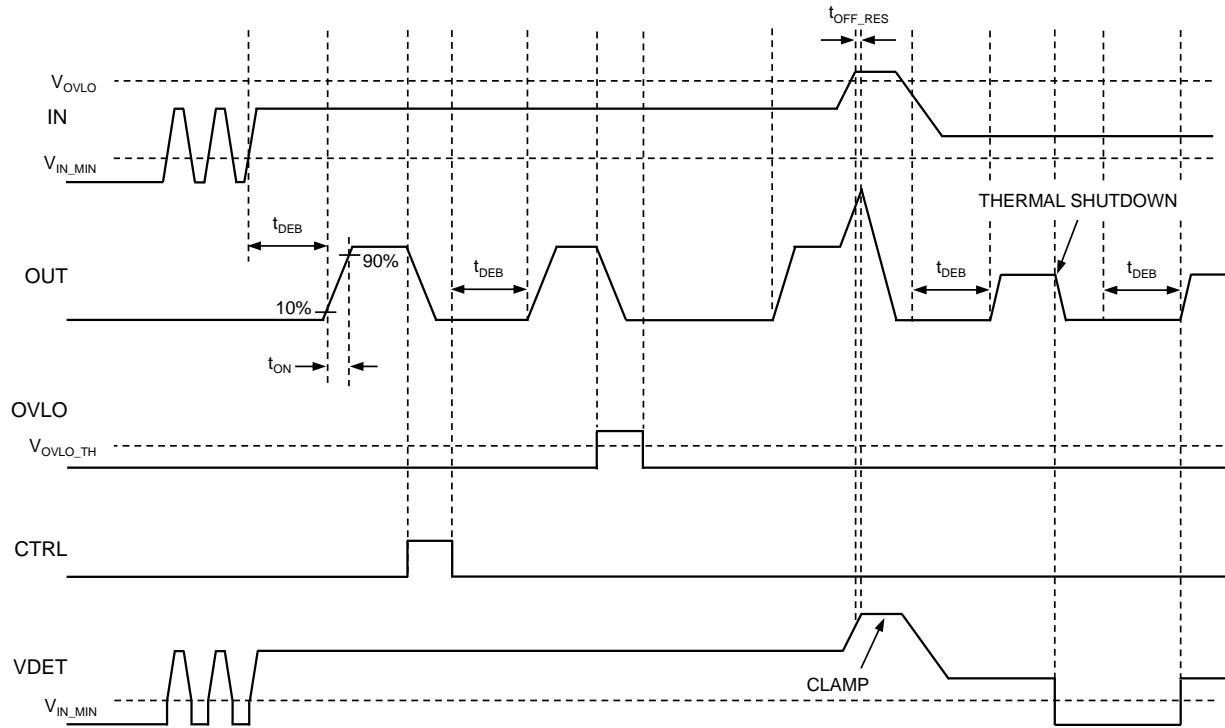 tOFF_RES
VOVLO
IN
VIN_MIN
THERMAL SHUTDOWN
tDEB
90%
OUT
tDEB
tDEB
tDEB
10%
tON
OVLO
VOVLO_TH
CTRL
VDET
CLAMP
VIN_MIN